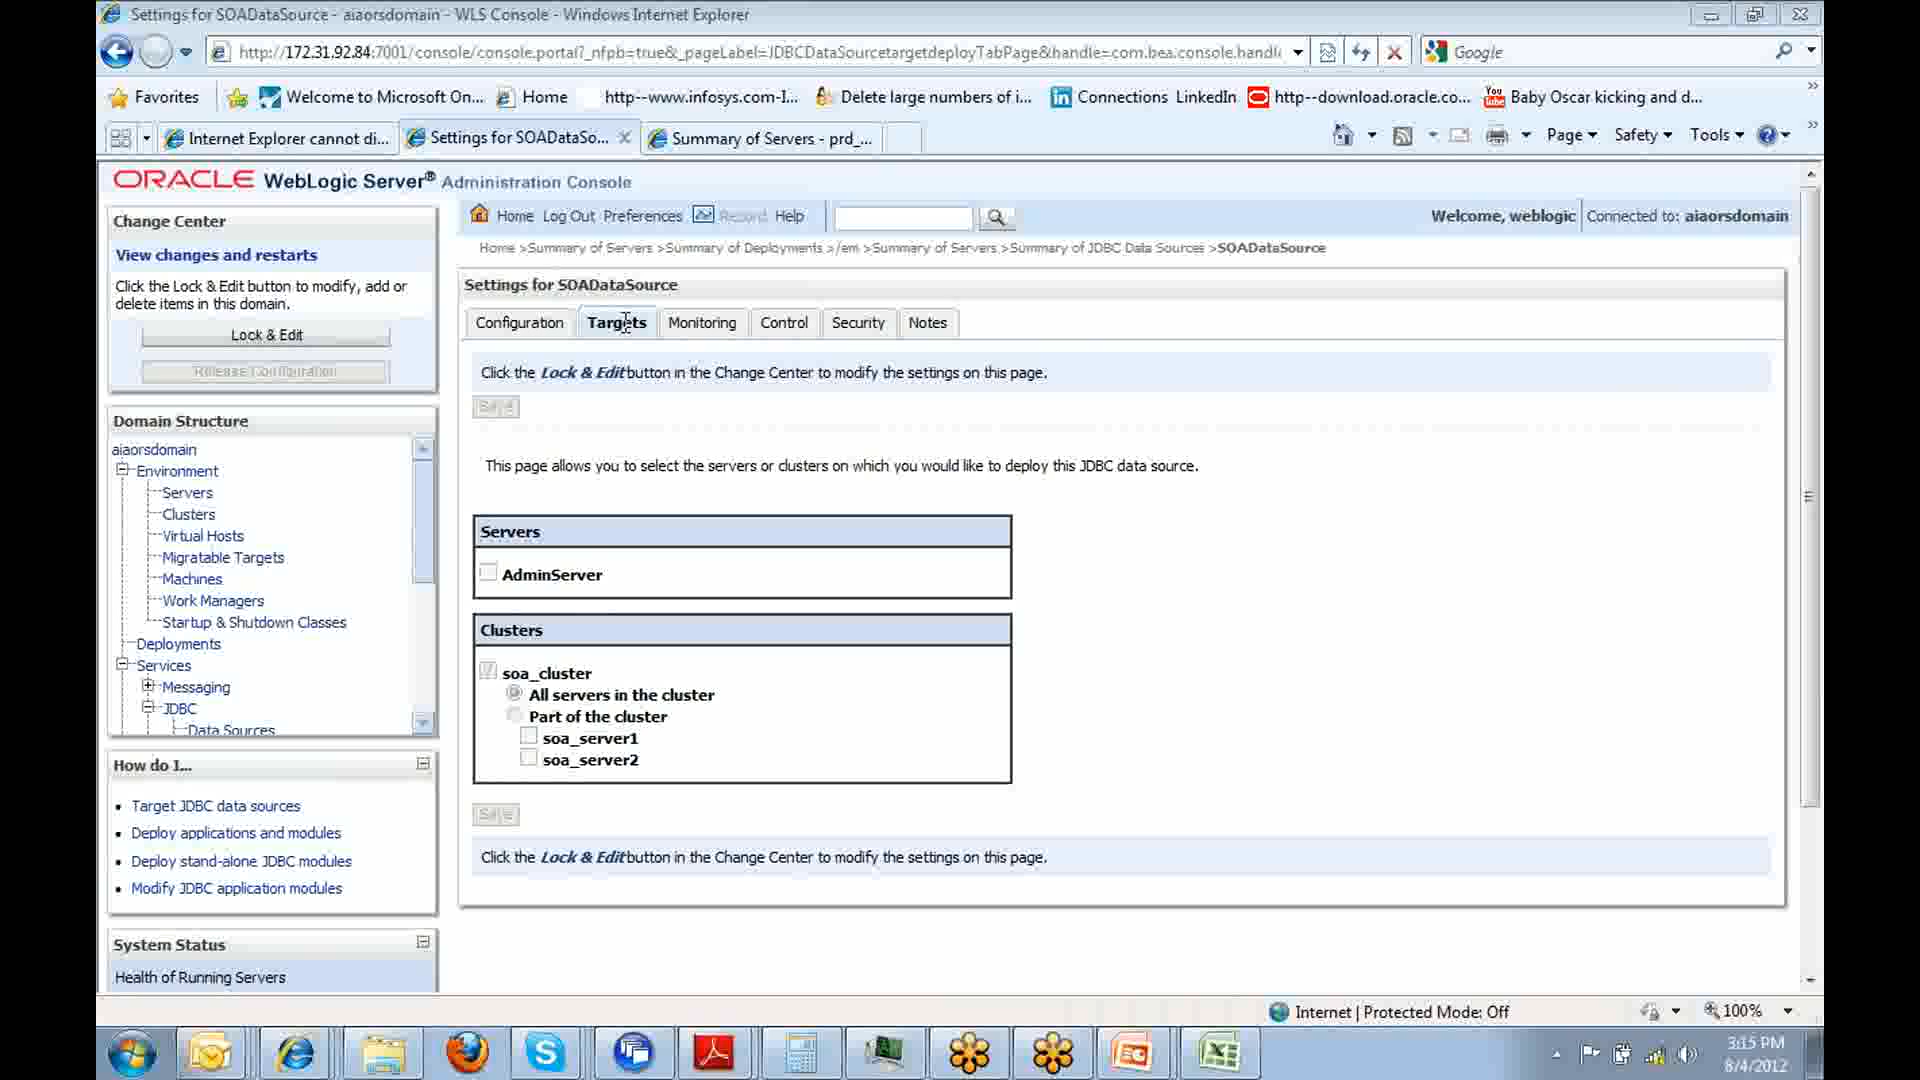 Settings for SOADataSource - aiaorsdomain - WLS Console - Windows Internet Explorer
http://172.31.92.84:7001/console/console.portal?_nfpb=true&_pageLabel=JDBCDataSourcetargetdeployTabPage&handle=com.bea.console.handl
Google
Favorites
Welcome to Microsoft On...
Home
http--www.infosys.com-I...
Delete large numbers of i...
Connections LinkedIn
http--download.oracle.co...
Baby Oscar kicking and d...
Internet Explorer cannot di...
Settings for SOADataSo...
Summary of Servers - prd_...
Page
Safety
Tools
ORACLE WebLogic Server® Administration Console
Change Center
View changes and restarts
Click the Lock & Edit button to modify, add or
delete items in this domain.
Lock & Edit
Release Configuration
Home Log Out Preferences Record Help
Welcome, weblogic
Connected to: aiaorsdomain
Home >Summary of Servers >Summary of Deployments >/em >Summary of Servers >Summary of JDBC Data Sources >SOADataSource
Settings for SOADataSource
Configuration
Targets
Monitoring
Control
Security
Notes
Click the Lock & Edit button in the Change Center to modify the settings on this page.
Save
This page allows you to select the servers or clusters on which you would like to deploy this JDBC data source.
Servers
AdminServer
Clusters
soa_cluster
All servers in the cluster
Part of the cluster
soa_server1
soa_server2
Save
Click the Lock & Edit button in the Change Center to modify the settings on this page.
Domain Structure
aiaorsdomain
Environment
Servers
Clusters
Virtual Hosts
Migratable Targets
Machines
Work Managers
Startup & Shutdown Classes
Deployments
Services
Messaging
JDBC
Data Sources
How do I...
Target JDBC data sources
Deploy applications and modules
Deploy stand-alone JDBC modules
Modify JDBC application modules
System Status
Health of Running Servers
Internet | Protected Mode: Off
100%
3:15 PM
8/4/2012